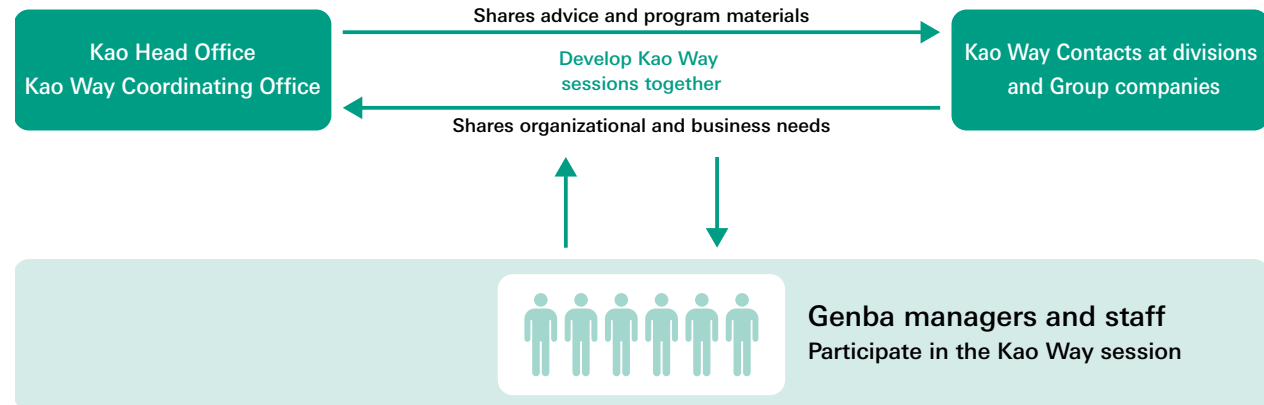 Shares advice and program materials
Kao Head Office
Kao Way Coordinating Office
Develop Kao Way
sessions together
Kao Way Contacts at divisions
and Group companies
Shares organizational and business needs
Genba managers and staff
Participate in the Kao Way session